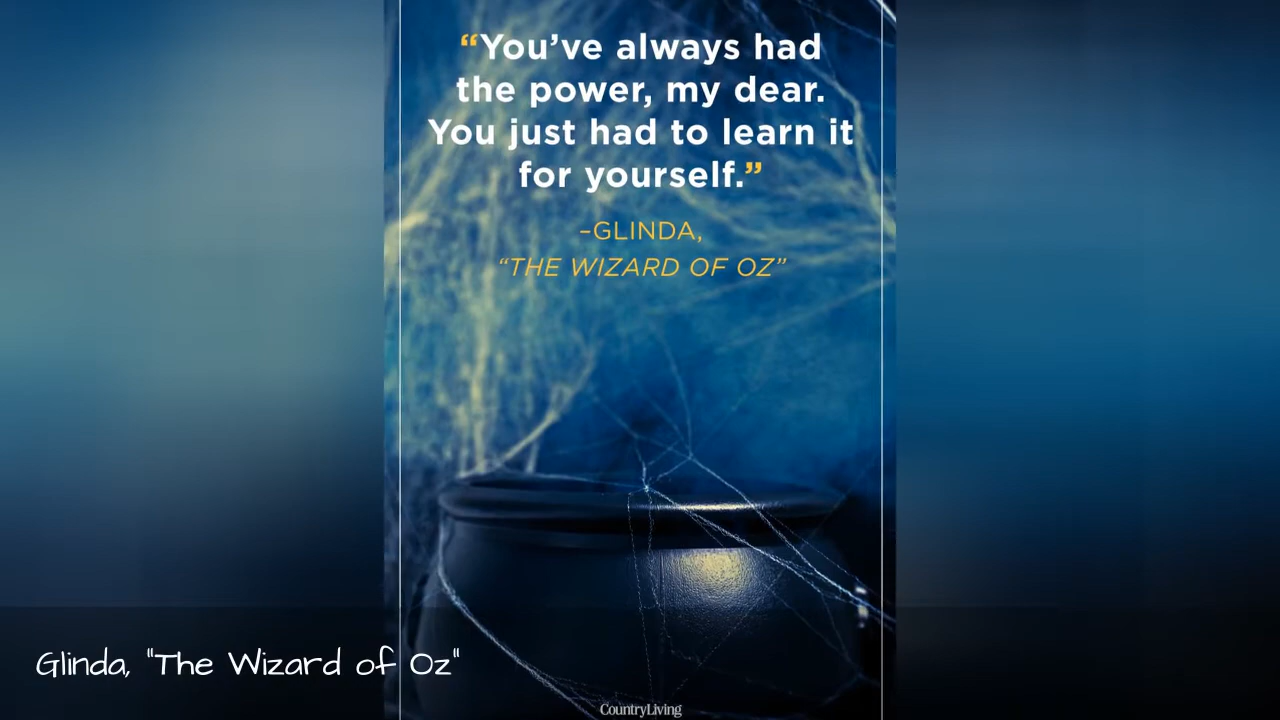 “You’ve always had
the power, my dear.
You just had to learn it
for yourself.”
–GLINDA,
“THE WIZARD OF OZ”
Glinda, "The Wizard of Oz"
CountryLiving